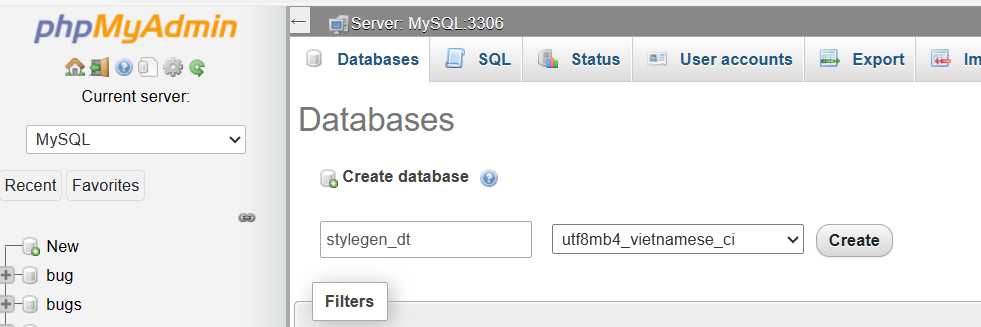 phpMyAdmin
Current server:
MySQL
Recent Favorites
New
bug
bugs
Server: MySQL:3306
Databases SQL Status User accounts Export Im
Databases
Create database
stylegen_dt utf8mb4_vietnamese_ci Create
Filters